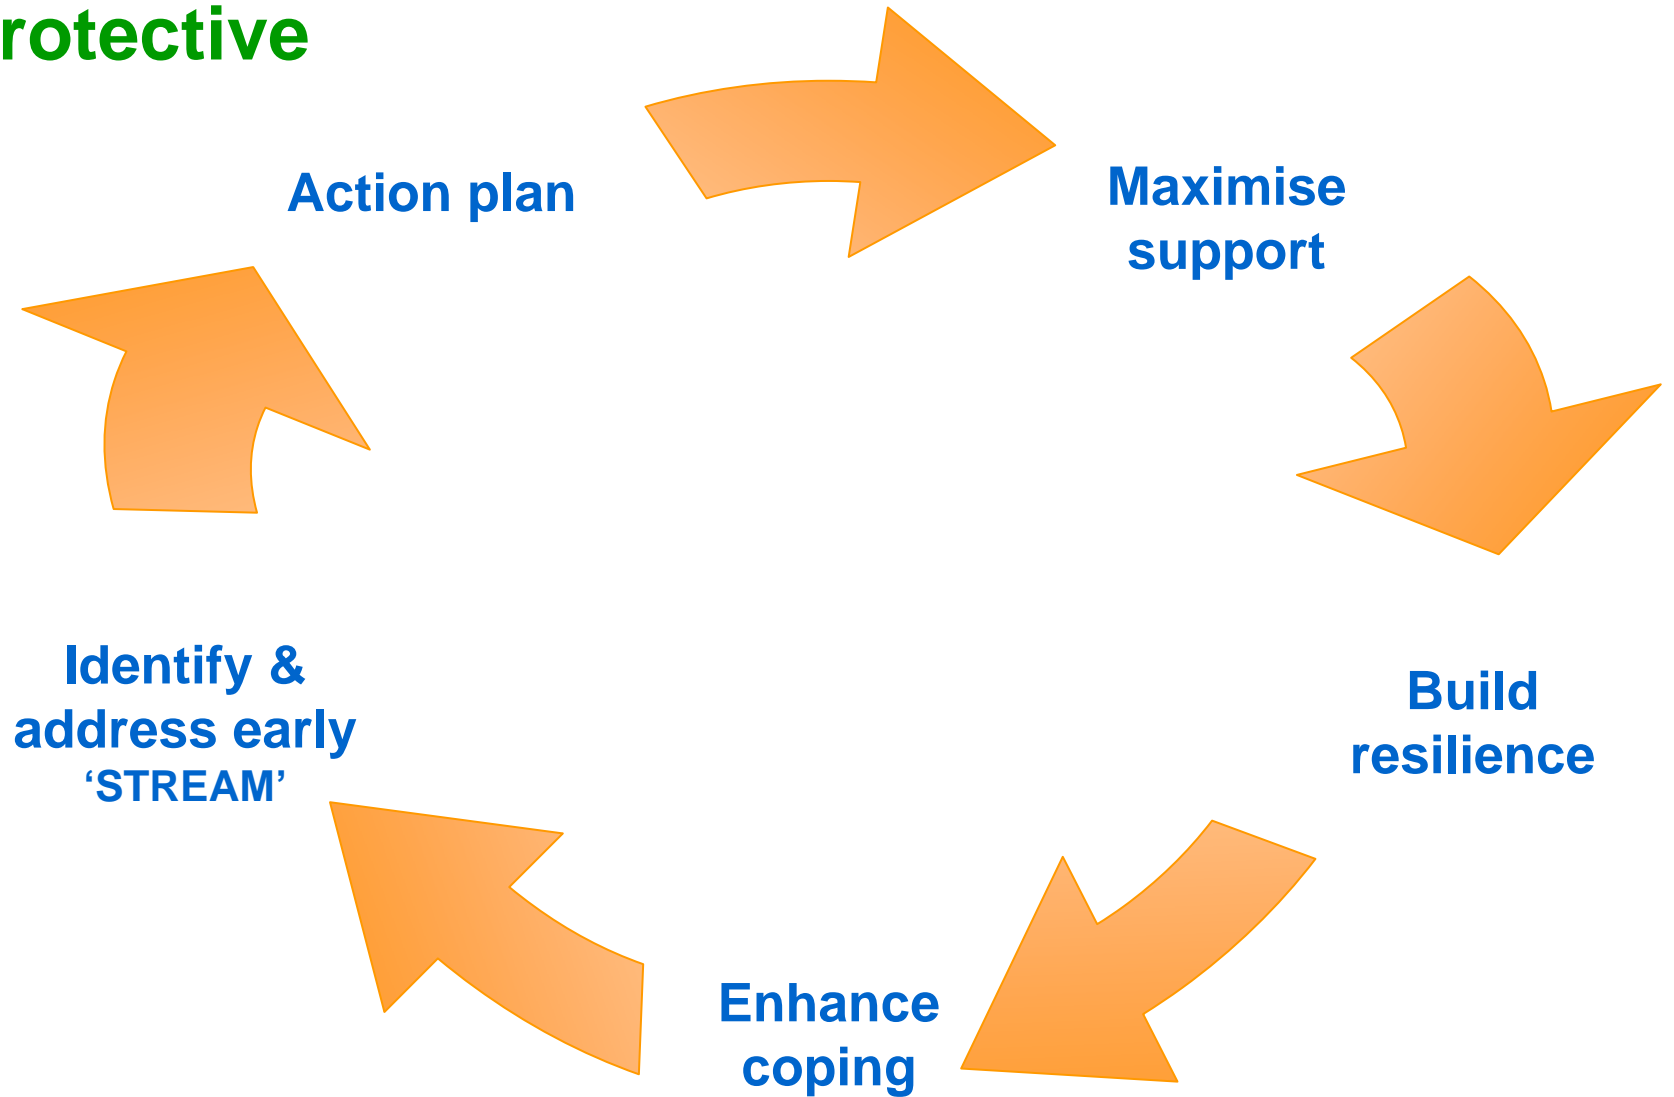 rotective
Action plan
Maximise
support
Identify &
address early
‘STREAM’
Build
resilience
Enhance
coping